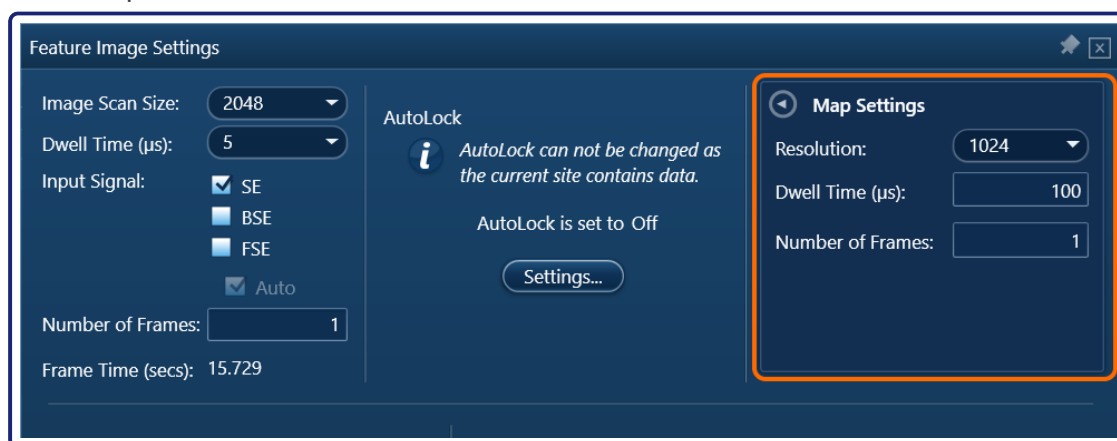 Feature Image Settings
Image Scan Size: 2048
Dwell Time (µs): 5
Input Signal: SE
BSE
FSE
Auto
Number of Frames: 1
Frame Time (secs): 15.729
AutoLock
AutoLock can not be changed as
the current site contains data.
AutoLock is set to Off
Settings...
Map Settings
Resolution: 1024
Dwell Time (µs): 100
Number of Frames: 1